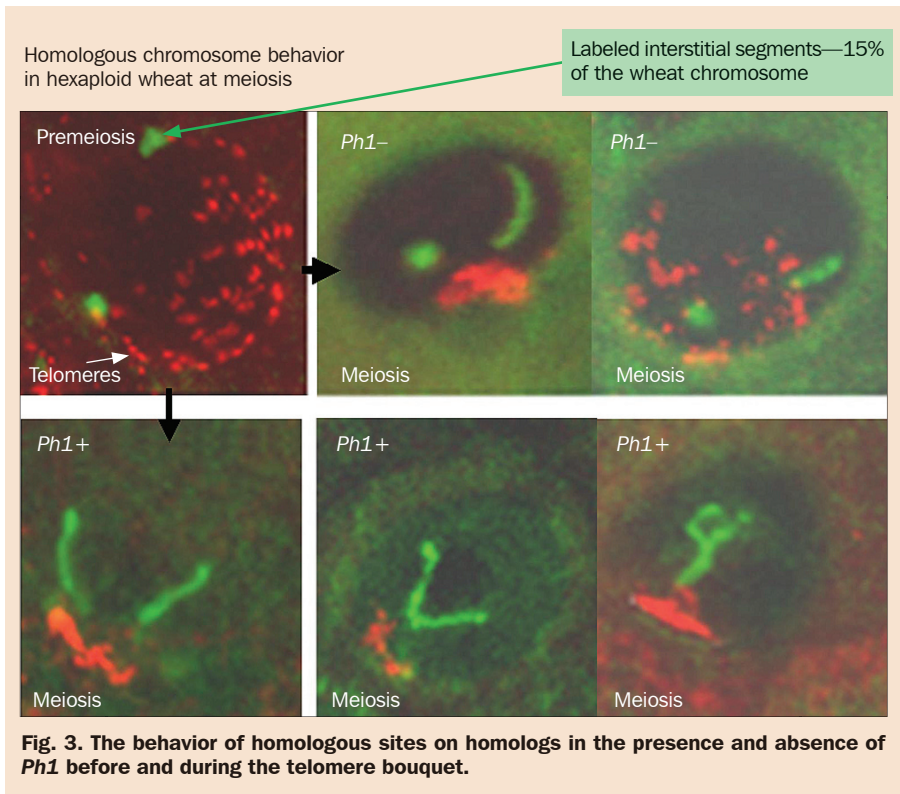 Homologous chromosome behavior
in hexaploid wheat at meiosis
Labeled interstitial segments—15%
of the wheat chromosome
Premeiosis
Telomeres
Ph1–
Meiosis
Ph1–
Meiosis
Ph1+
Meiosis
Ph1+
Meiosis
Ph1+
Meiosis
Fig. 3. The behavior of homologous sites on homologs in the presence and absence of
Ph1 before and during the telomere bouquet.